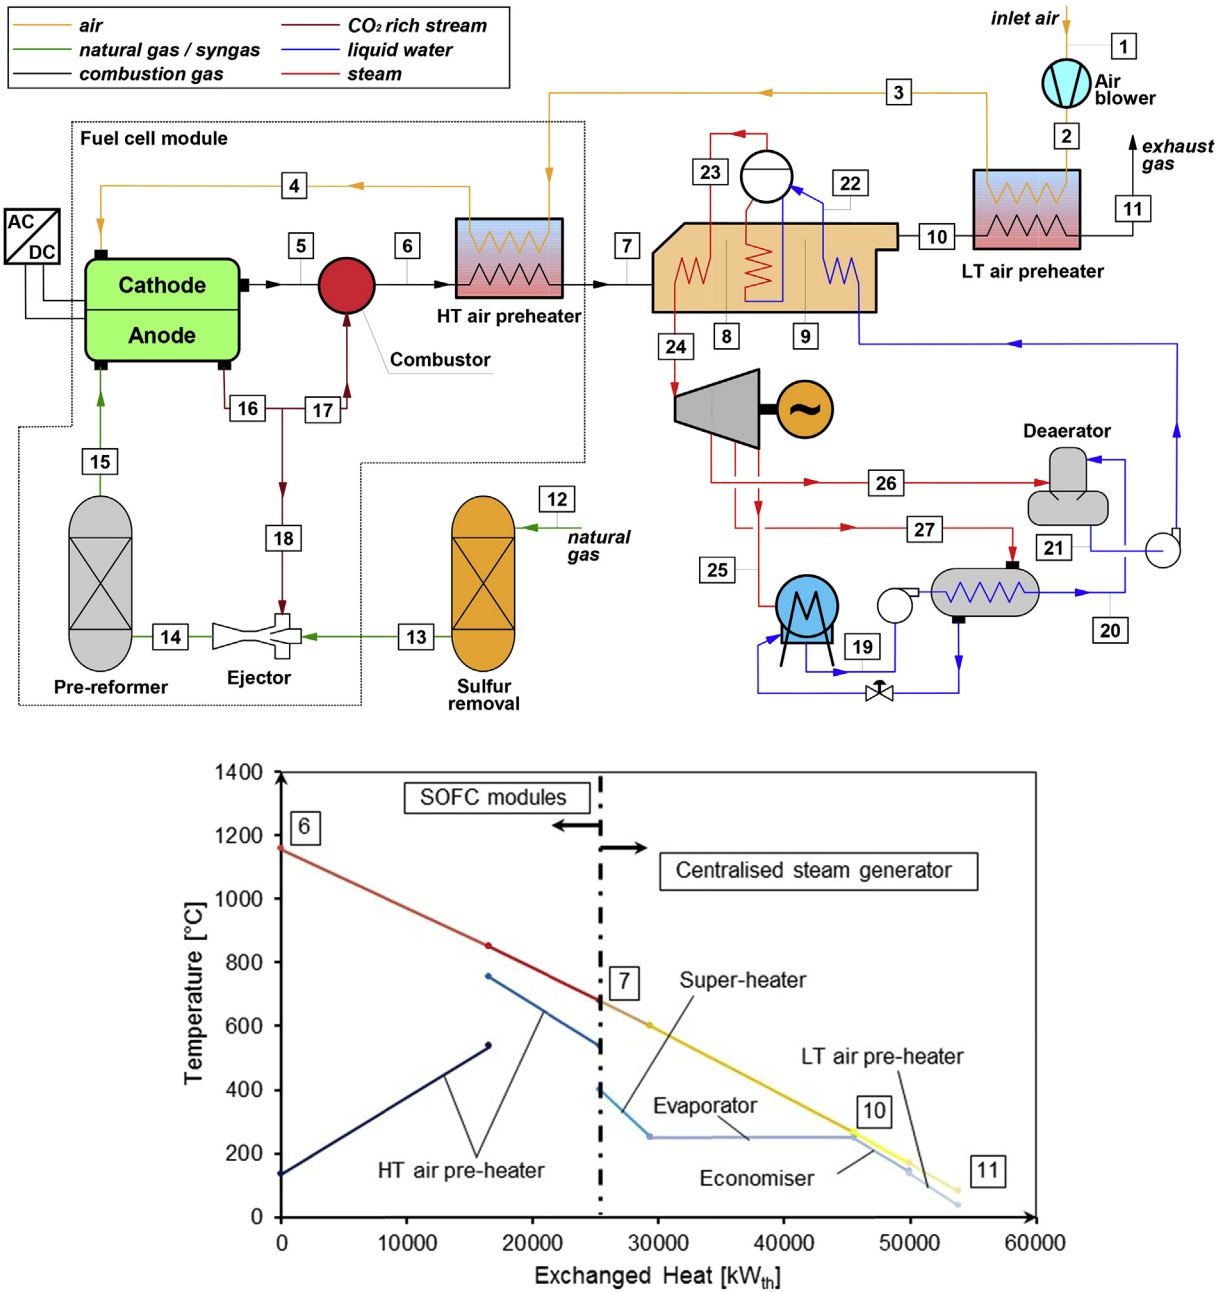 air
natural gas / syngas
combustion gas
CO₂ rich stream
liquid water
steam
inlet air
1
Air
blower
2
3
exhaust
gas
11
Fuel cell module
4
23
22
AC
DC
5
6
7
10
LT air preheater
Cathode
Anode
HT air preheater
Combustor
8
9
24
16
17
~
Deaerator
15
26
12
natural
gas
27
18
21
25
19
20
14
13
Pre-reformer
Ejector
Sulfur
removal
1400
1200
1000
800
600
400
200
0
Temperature [°C]
SOFC modules
6
Centralised steam generator
7
Super-heater
LT air pre-heater
Evaporator
10
HT air pre-heater
Economiser
11
0
10000
20000
30000
40000
50000
60000
Exchanged Heat [kWth]